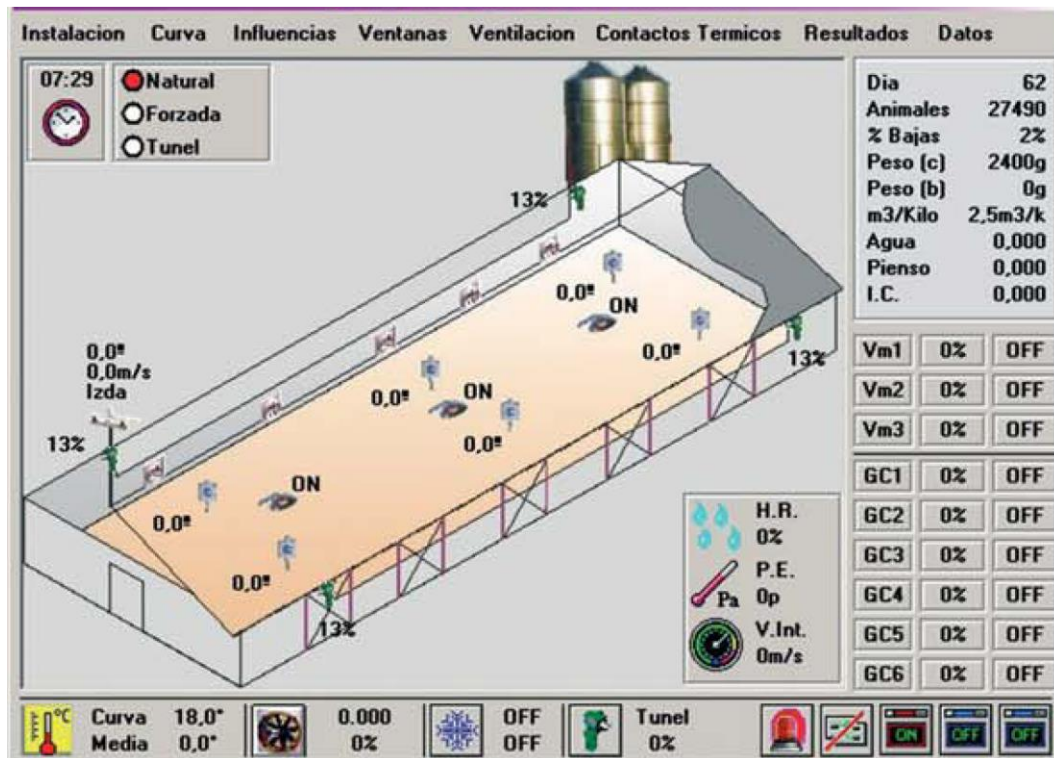 Instalacion Curva Influencias Ventanas Ventilacion Contactos Termicos Resultados Datos
07:29
Natural
Forzada
Tunel
Dia 62
Animales 27490
% Bajas 2%
Peso (c) 2400g
Peso (b) 0g
m3/Kilo 2,5m3/k
Agua 0,000
Pienso 0,000
I.C. 0,000
13%
0,0º
ON
0,0º
13%
0,0º
0,0m/s
Izda
13%
0,0º
ON
0,0º
ON
0,0º
0,0º
13%
Vm1 0% OFF
Vm2 0% OFF
Vm3 0% OFF
GC1 0% OFF
GC2 0% OFF
GC3 0% OFF
GC4 0% OFF
GC5 0% OFF
GC6 0% OFF
H.R.
0%
P.E.
Pa 0p
V.Int.
0m/s
°C Curva 18,0° 0.000 OFF Tunel
Media 0,0° 0% OFF 0% ON OFF OFF